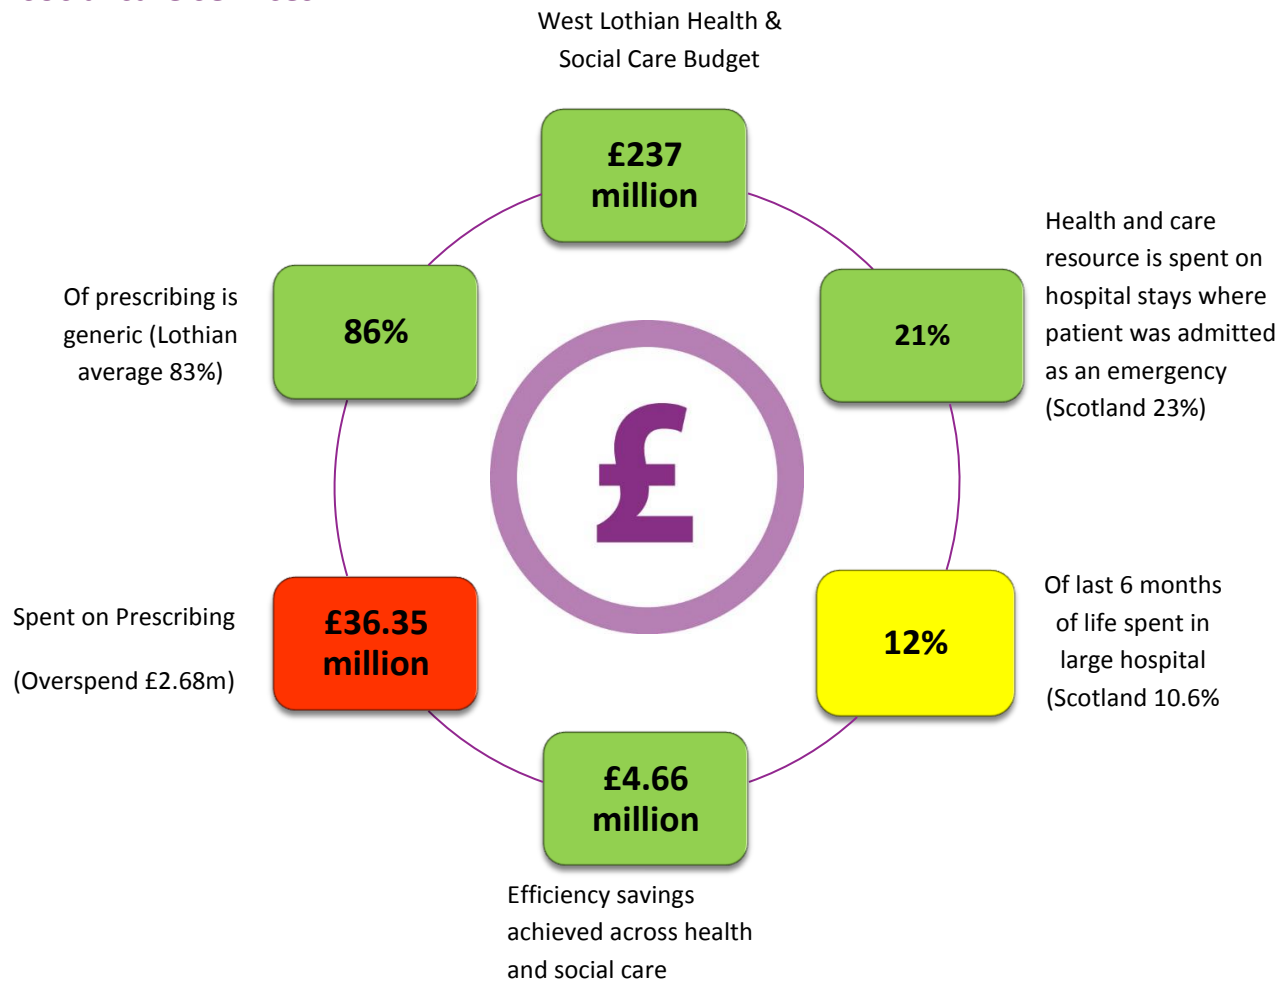 West Lothian Health &
Social Care Budget
£237
million
Health and care
resource is spent on
hospital stays where
patient was admitted
as an emergency
(Scotland 23%)
21%
Of prescribing is
generic (Lothian
average 83%)
86%
£
Of last 6 months
of life spent in
large hospital
(Scotland 10.6%
12%
Spent on Prescribing
(Overspend £2.68m)
£36.35
million
£4.66
million
Efficiency savings
achieved across health
and social care